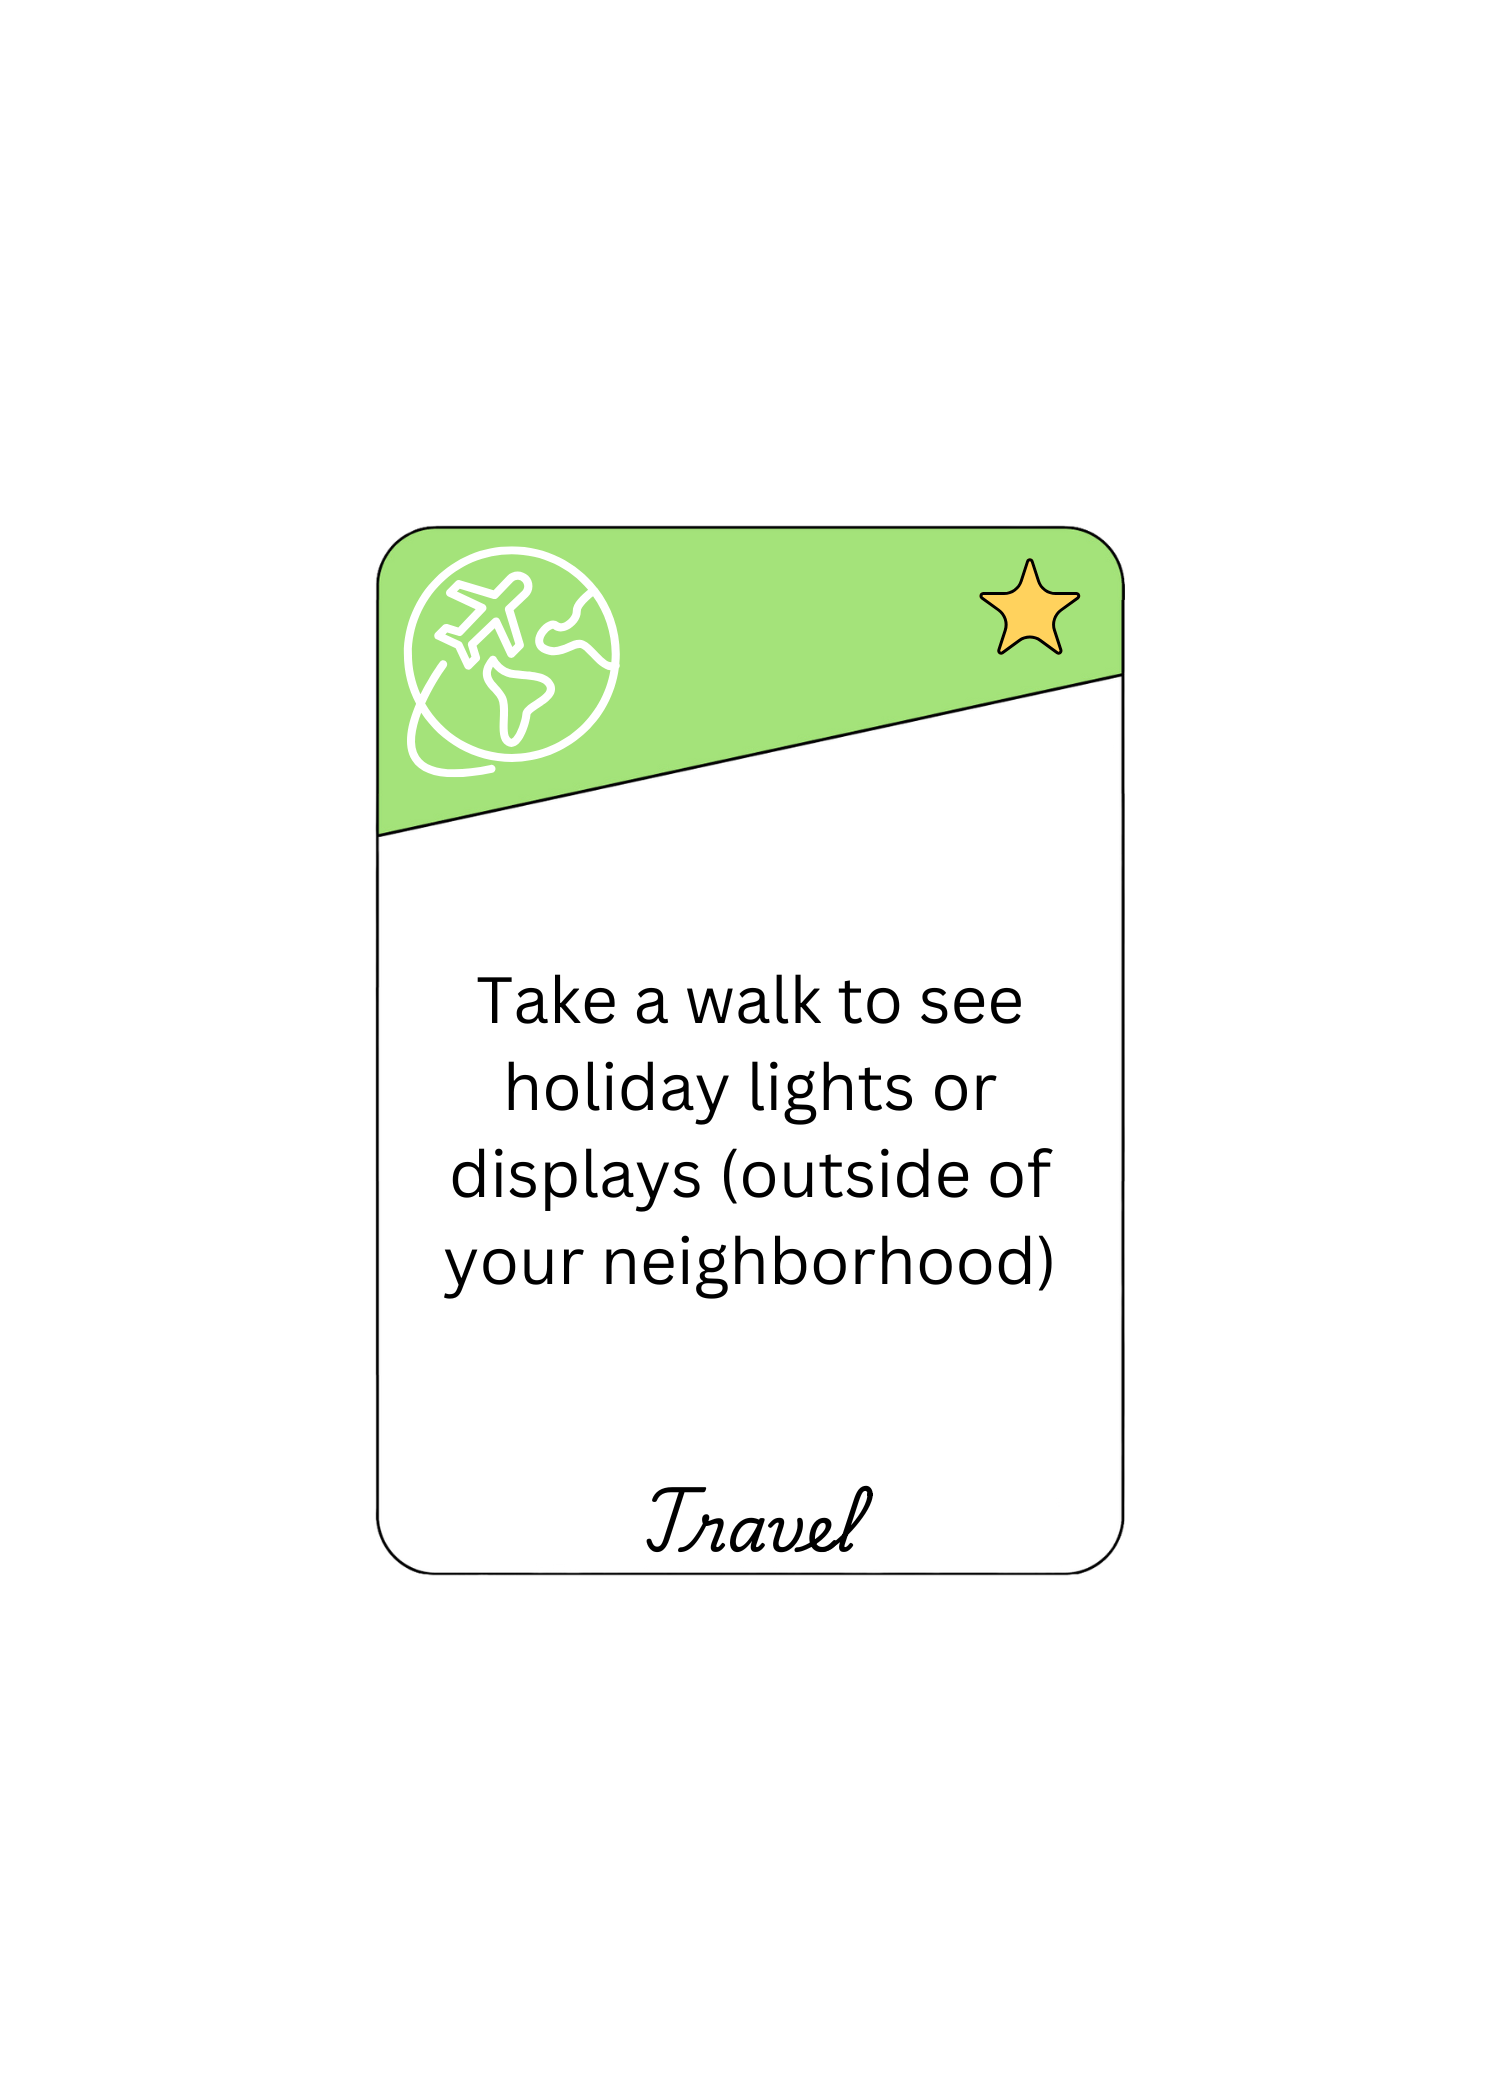 Take a walk to see
holiday lights or
displays (outside of
your neighborhood)
Travel